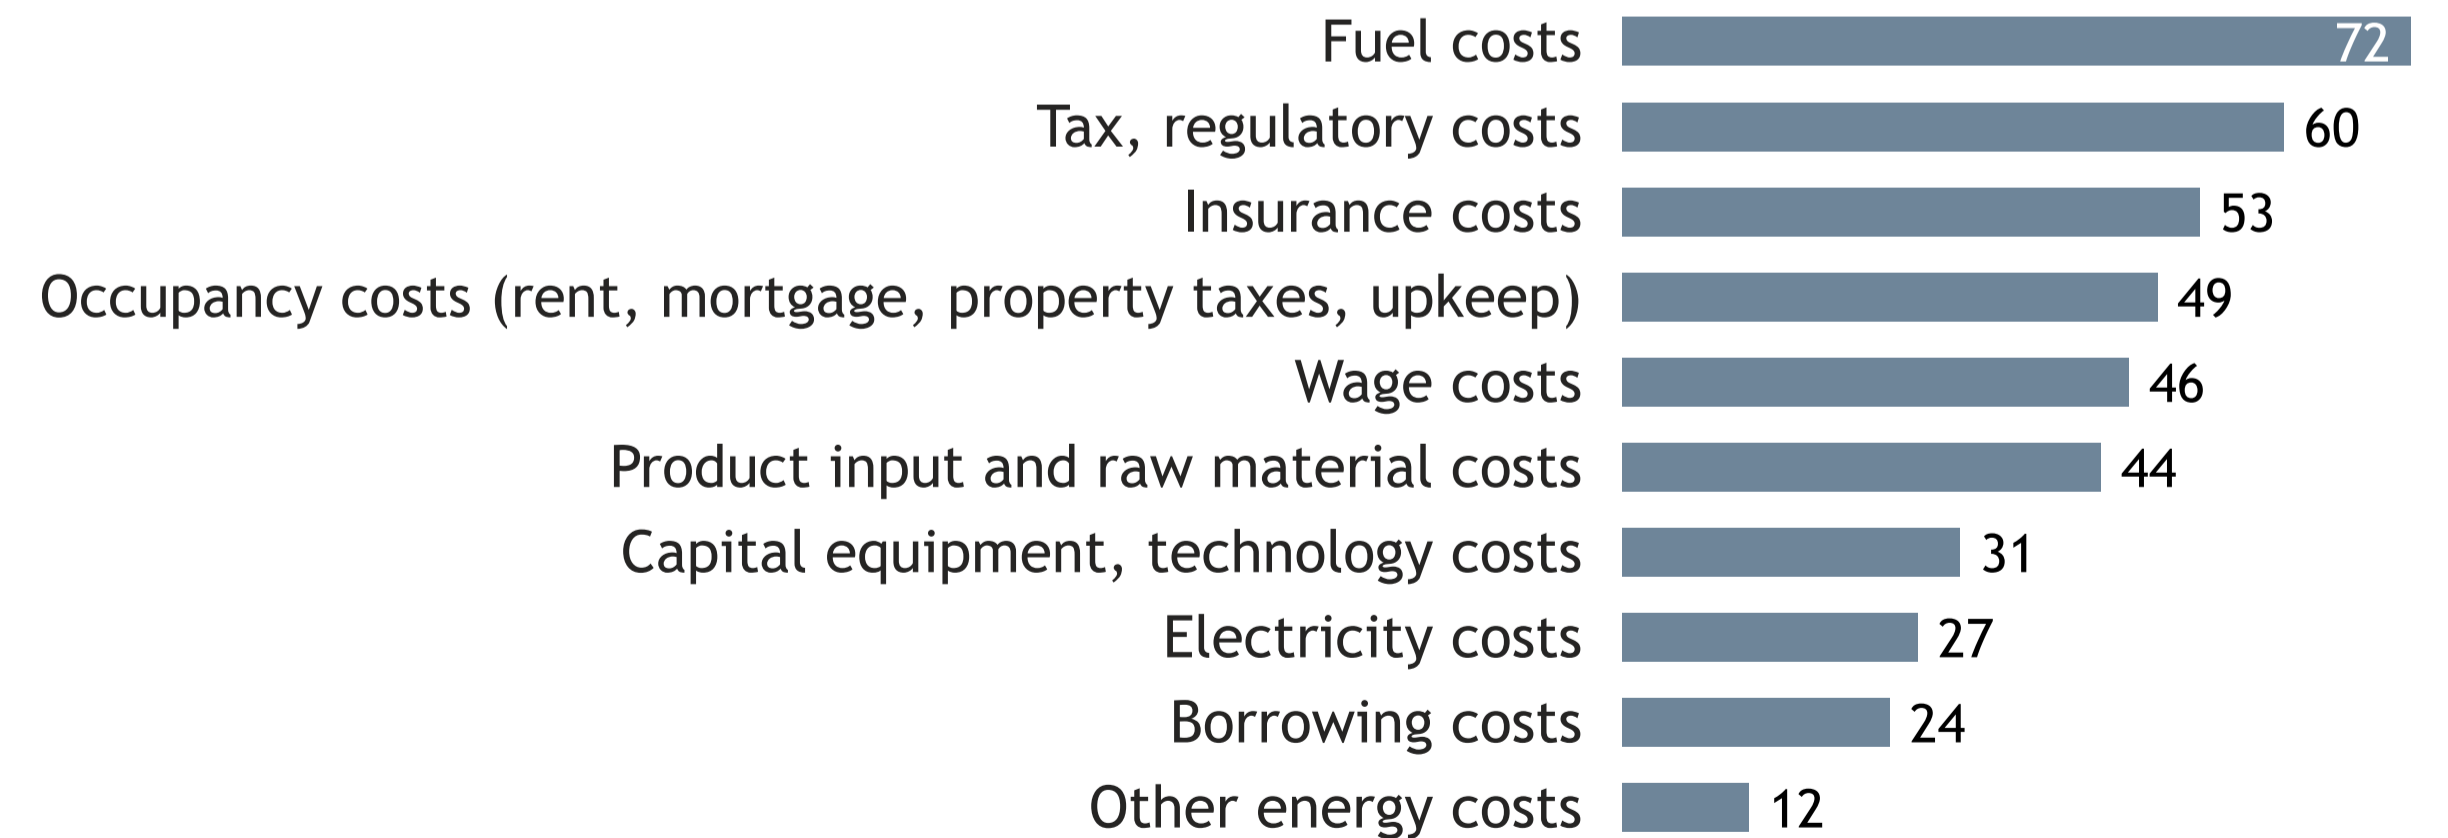 Fuel costs 72
Tax, regulatory costs 60
Insurance costs 53
Occupancy costs (rent, mortgage, property taxes, upkeep) 49
Wage costs 46
Product input and raw material costs 44
Capital equipment, technology costs 31
Electricity costs 27
Borrowing costs 24
Other energy costs 12